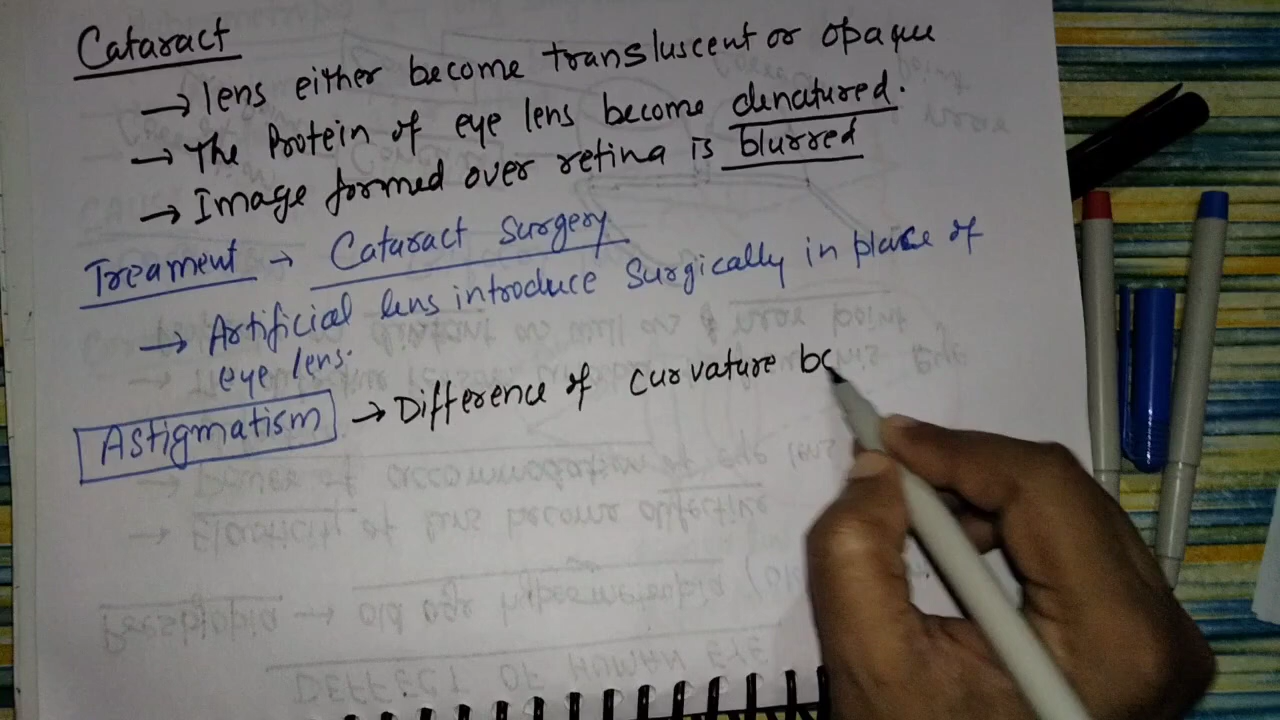 Cataract
→ lens either become transluscent or opaque
→ The Protein of eye lens become denatured.
→ Image formed over retina is blurred
Treament → Cataract Surgery
→ Artificial lens introduce Surgically in place of
eye lens.
Astigmatism → Difference of curvature be